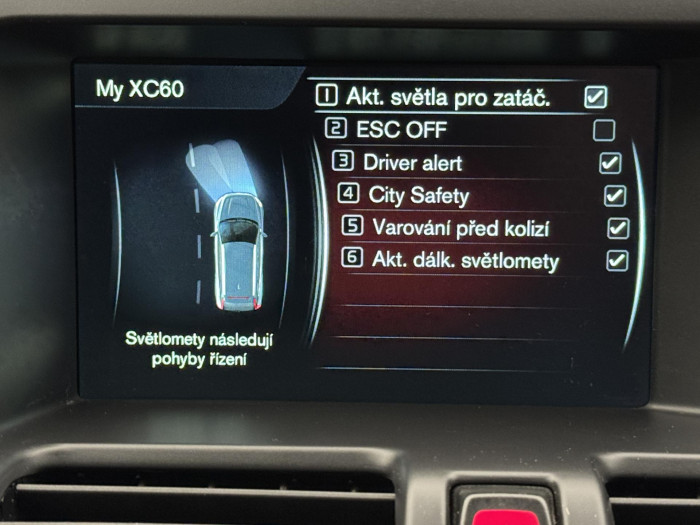 My XC60
1 Akt. světla pro zatáč.
2 ESC OFF
3 Driver alert
4 City Safety
5 Varování před kolizí
6 Akt. dálk. světlomety
Světlomety následují
pohyby řízení